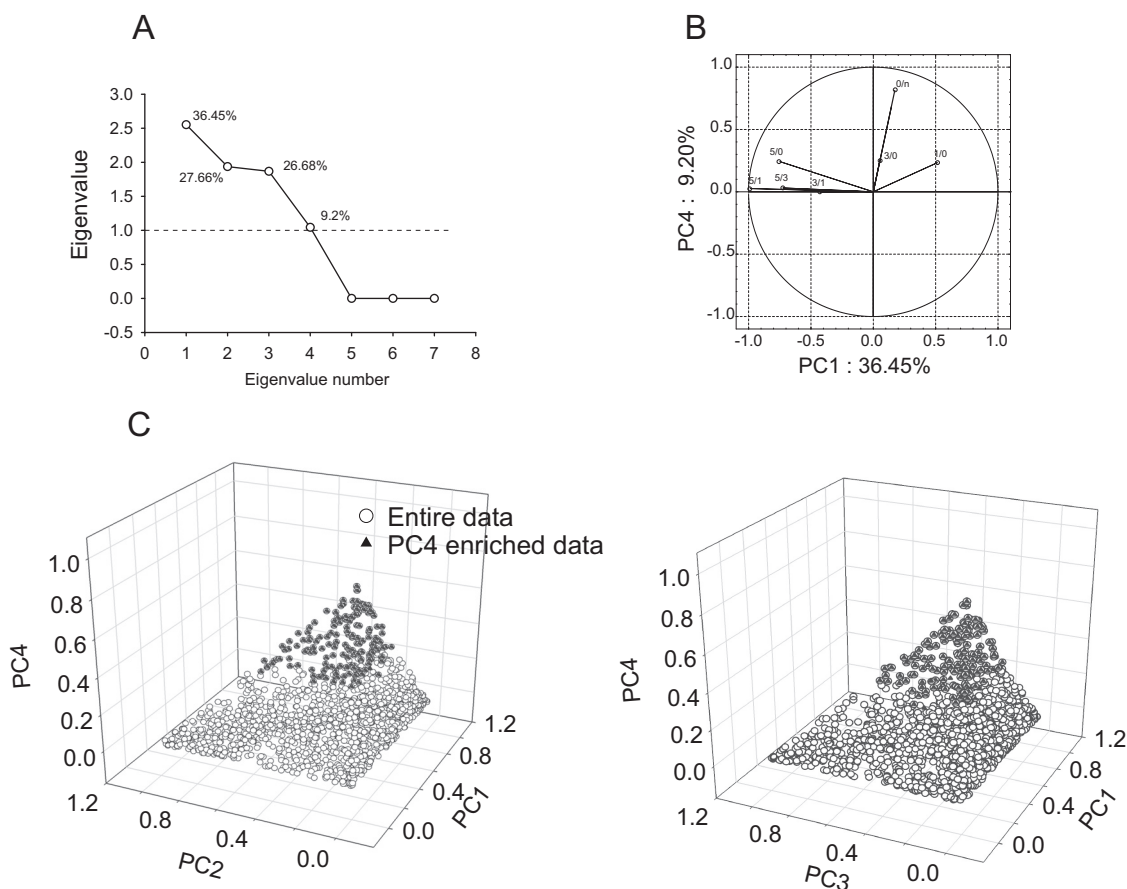 A
3.0
2.5
2.0
1.5
1.0
0.5
0.0
-0.5
Eigenvalue
36.45%
27.66%
26.68%
9.2%
0 1 2 3 4 5 6 7 8
Eigenvalue number
B
1.0
0.5
0.0
-0.5
-1.0
PC4 : 9.20%
0/n
5/0
3/0
1/0
5/1
5/3
3/1
-1.0 -0.5 0.0 0.5 1.0
PC1 : 36.45%
C
Entire data
PC4 enriched data
1.0
0.8
0.6
0.4
0.2
0.0
PC4
1.2
0.8
0.4
0.0
PC2
0.0
0.4
0.8
1.2
PC1
1.0
0.8
0.6
0.4
0.2
0.0
PC4
1.2
0.8
0.4
0.0
PC3
0.0
0.4
0.8
1.2
PC1